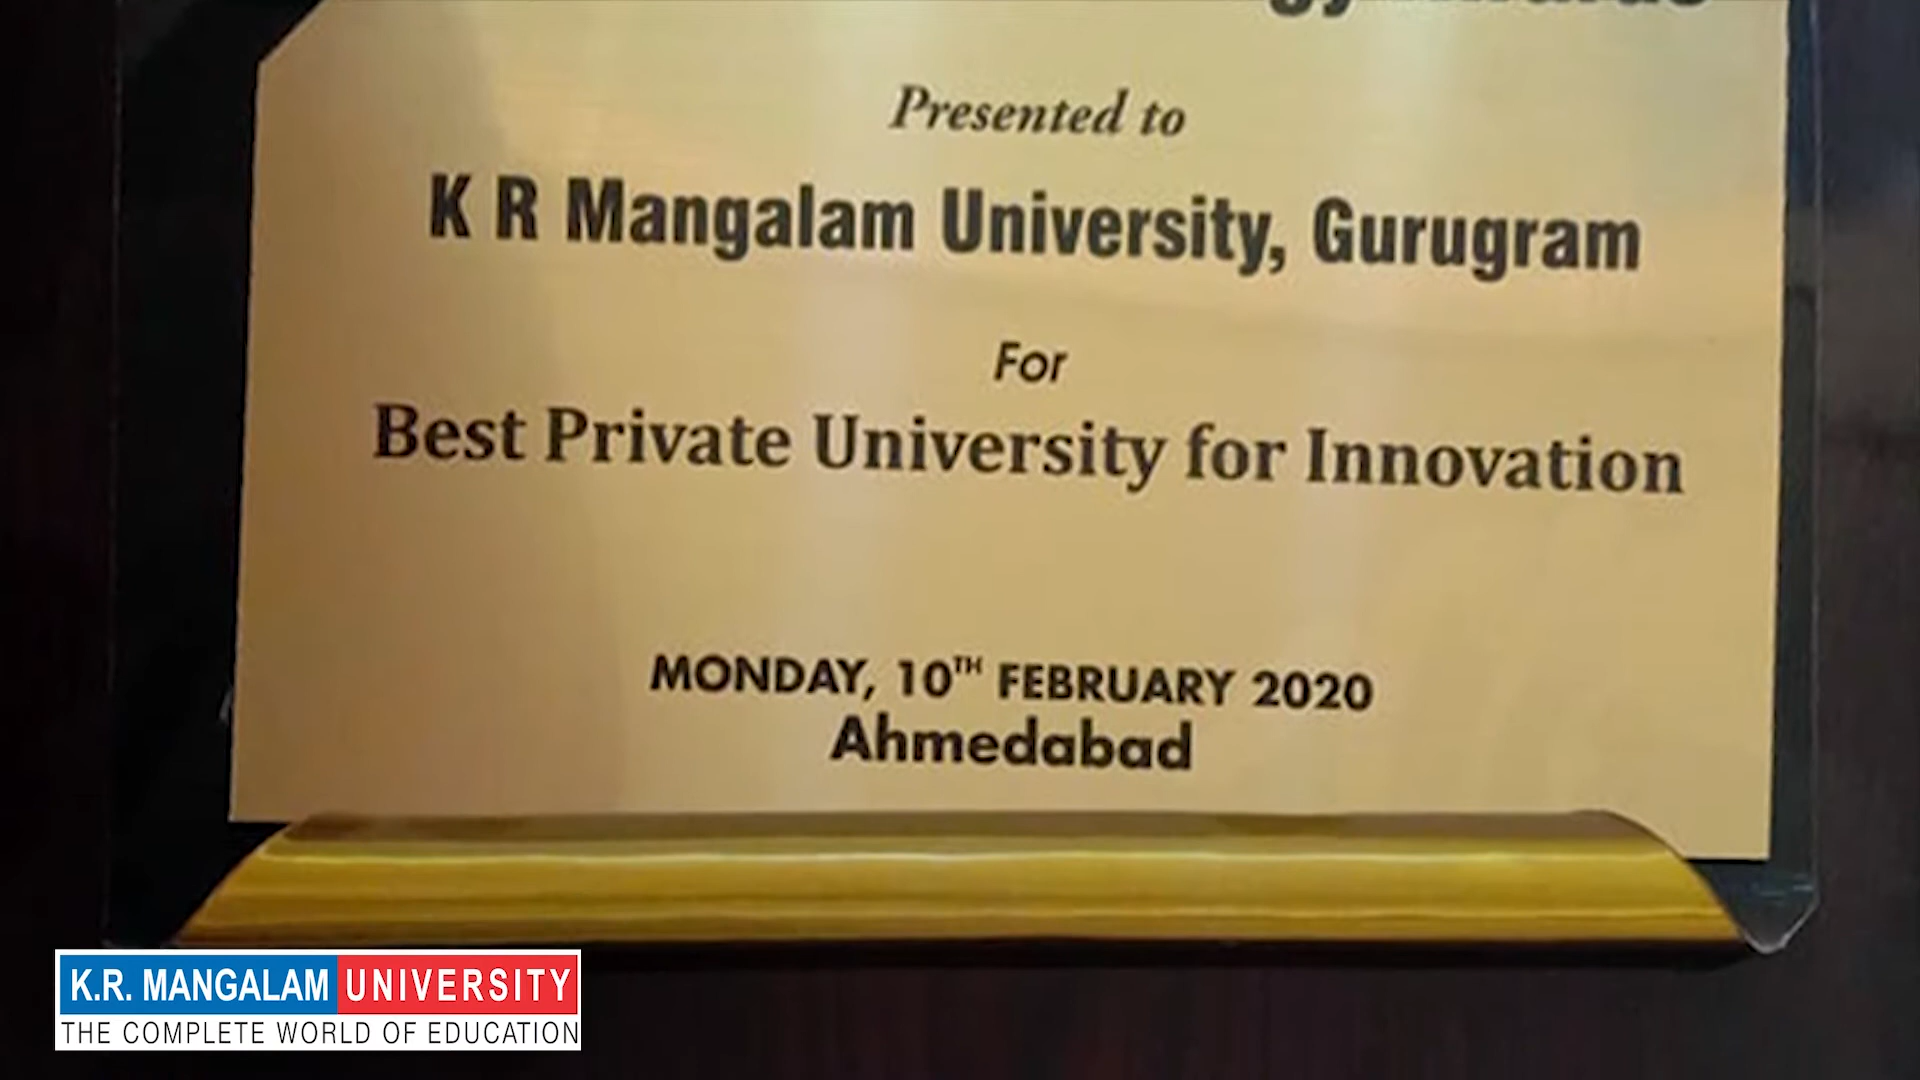 Presented to
K R Mangalam University, Gurugram
For
Best Private University for Innovation
MONDAY, 10TH FEBRUARY 2020
Ahmedabad
K.R. MANGALAM UNIVERSITY
THE COMPLETE WORLD OF EDUCATION